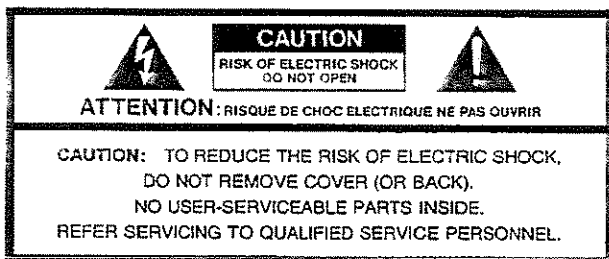 CAUTION
RISK OF ELECTRIC SHOCK
DO NOT OPEN
ATTENTION: RISQUE DE CHOC ELECTRIQUE NE PAS OUVRIR
CAUTION: TO REDUCE THE RISK OF ELECTRIC SHOCK,
DO NOT REMOVE COVER (OR BACK).
NO USER-SERVICEABLE PARTS INSIDE.
REFER SERVICING TO QUALIFIED SERVICE PERSONNEL.